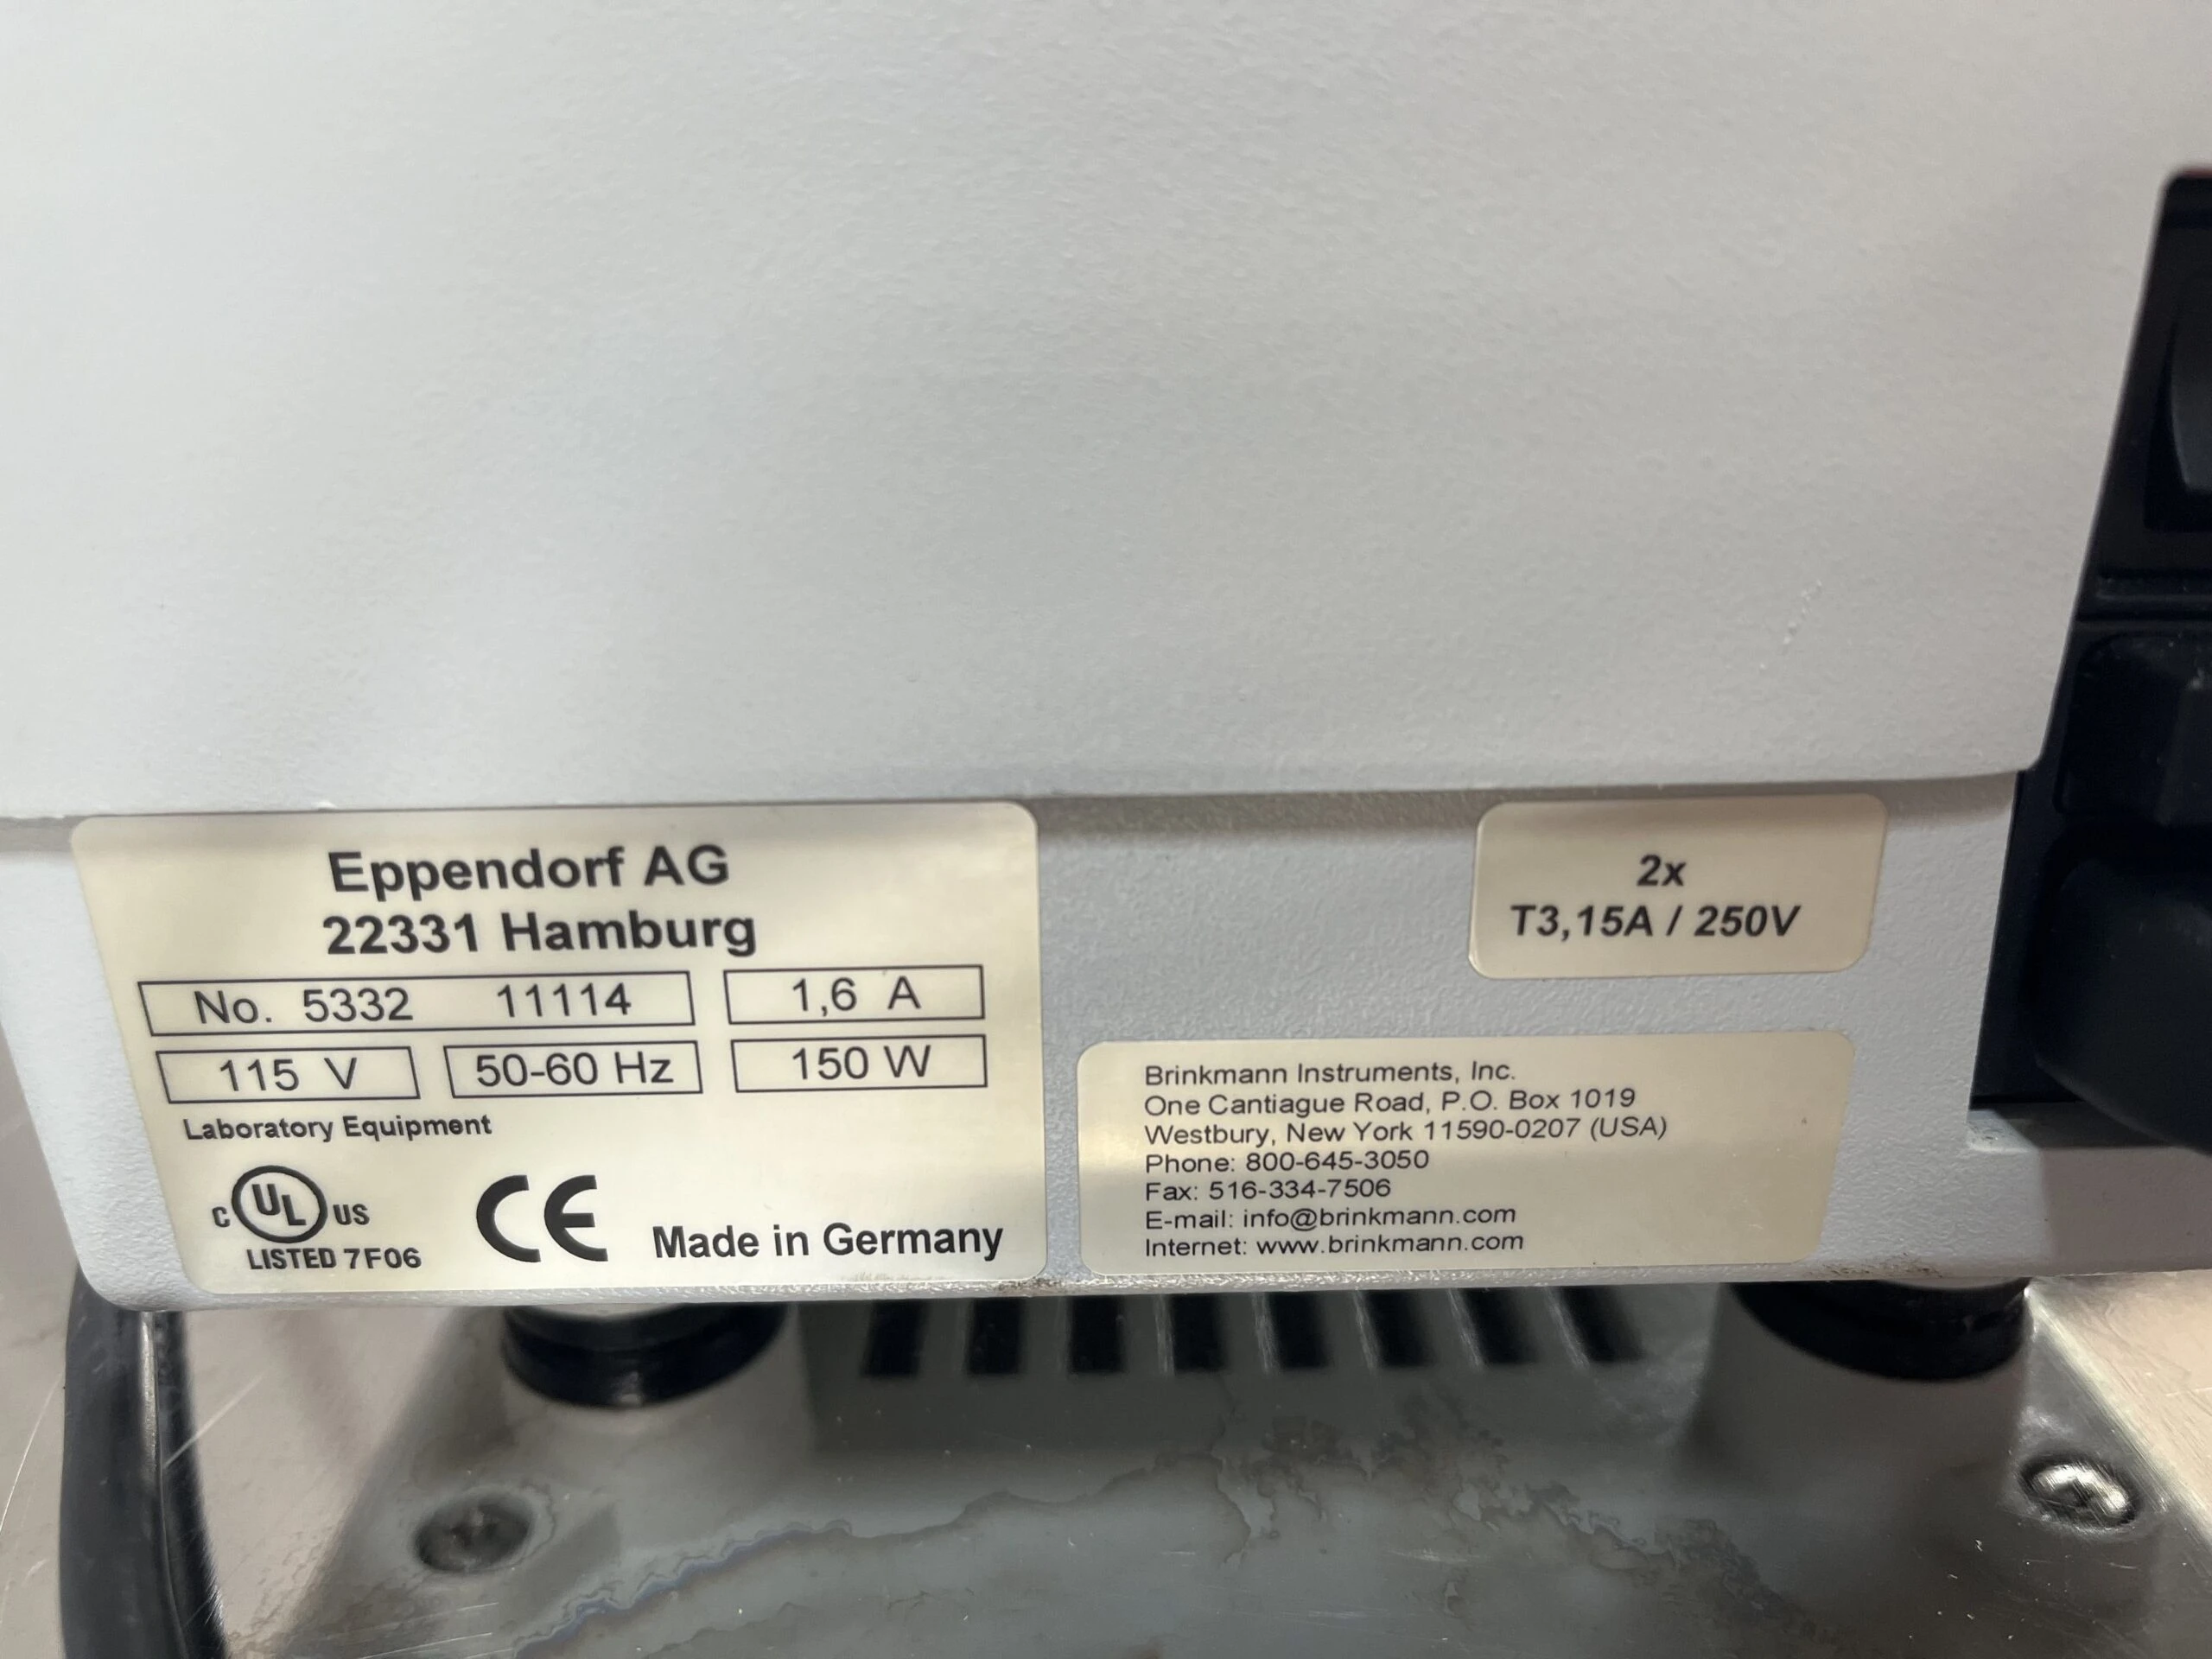 Eppendorf AG
22331 Hamburg
No. 5332 11114
1,6 A
115 V
50-60 Hz
150 W
Laboratory Equipment
C UL US
LISTED 7F06
CE
Made in Germany
2x
T3,15A / 250V
Brinkmann Instruments, Inc.
One Cantiague Road, P.O. Box 1019
Westbury, New York 11590-0207 (USA)
Phone: 800-645-3050
Fax: 516-334-7506
E-mail: info@brinkmann.com
Internet: www.brinkmann.com